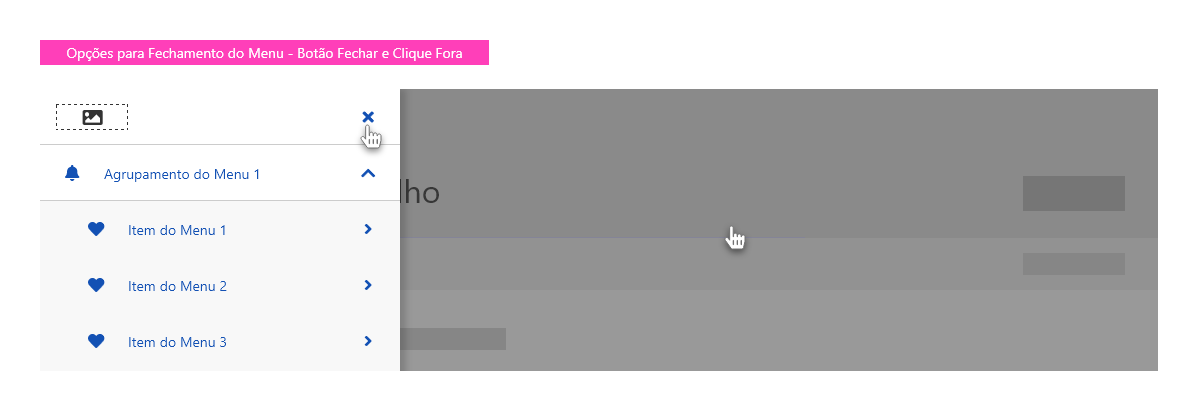 Opções para Fechamento do Menu - Botão Fechar e Clique Fora
Agrupamento do Menu 1
lho
Item do Menu 1
Item do Menu 2
Item do Menu 3